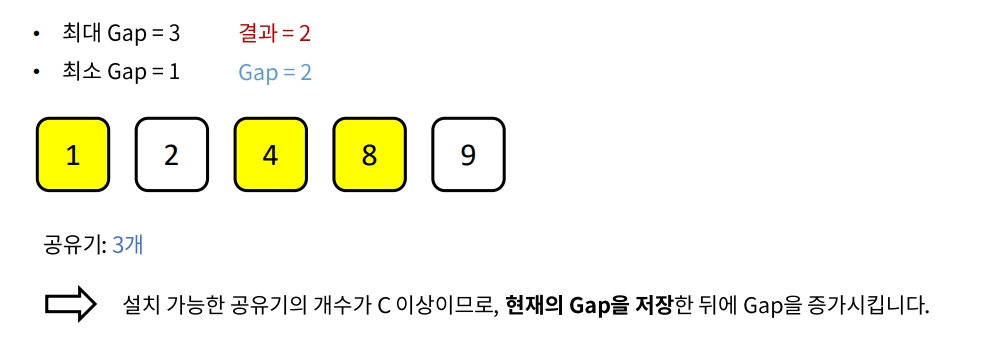 • 최대 Gap = 3 결과 = 2
• 최소 Gap = 1 Gap = 2
1 2 4 8 9
공유기: 3개
설치 가능한 공유기의 개수가 C 이상이므로, 현재의 Gap을 저장한 뒤에 Gap을 증가시킵니다.